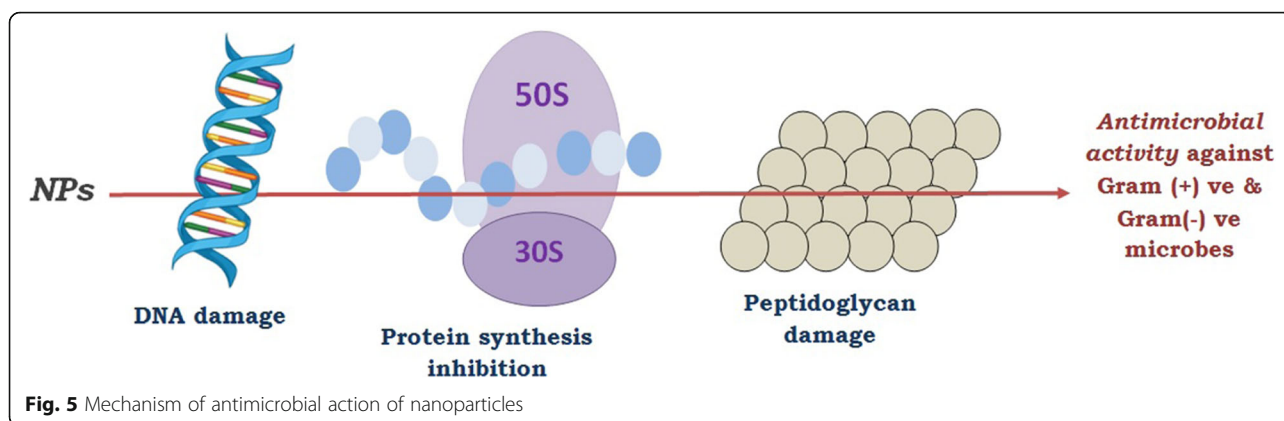 50S
30S
NPs
DNA damage
Protein synthesis
inhibition
Peptidoglycan
damage
Antimicrobial
activity against
Gram (+) ve &
Gram(-) ve
microbes
Fig. 5 Mechanism of antimicrobial action of nanoparticles